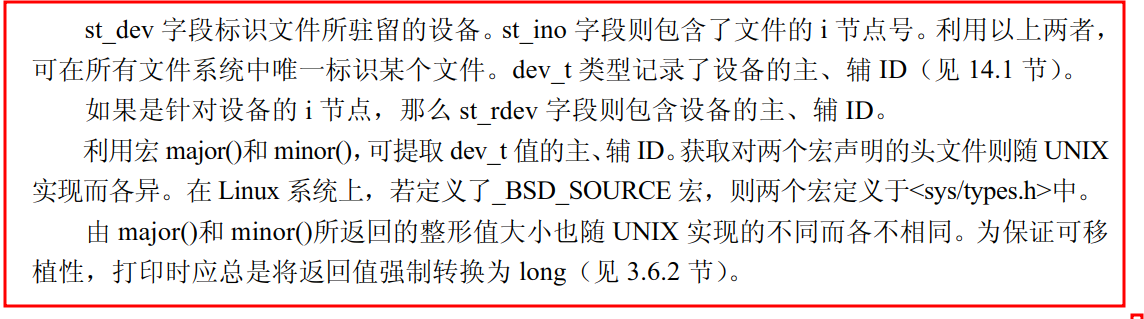 st_dev 字段标识文件所驻留的设备。st_ino 字段则包含了文件的 i 节点号。利用以上两者，
可在所有文件系统中唯一标识某个文件。dev_t 类型记录了设备的主、辅 ID（见 14.1 节）。
如果是针对设备的 i 节点，那么 st_rdev 字段则包含设备的主、辅 ID。
利用宏 major()和 minor()，可提取 dev_t 值的主、辅 ID。获取对两个宏声明的头文件则随 UNIX
实现而各异。在 Linux 系统上，若定义了_BSD_SOURCE 宏，则两个宏定义于<sys/types.h>中。
由 major()和 minor()所返回的整形值大小也随 UNIX 实现的不同而各不相同。为保证可移
植性，打印时应总是将返回值强制转换为 long（见 3.6.2 节）。